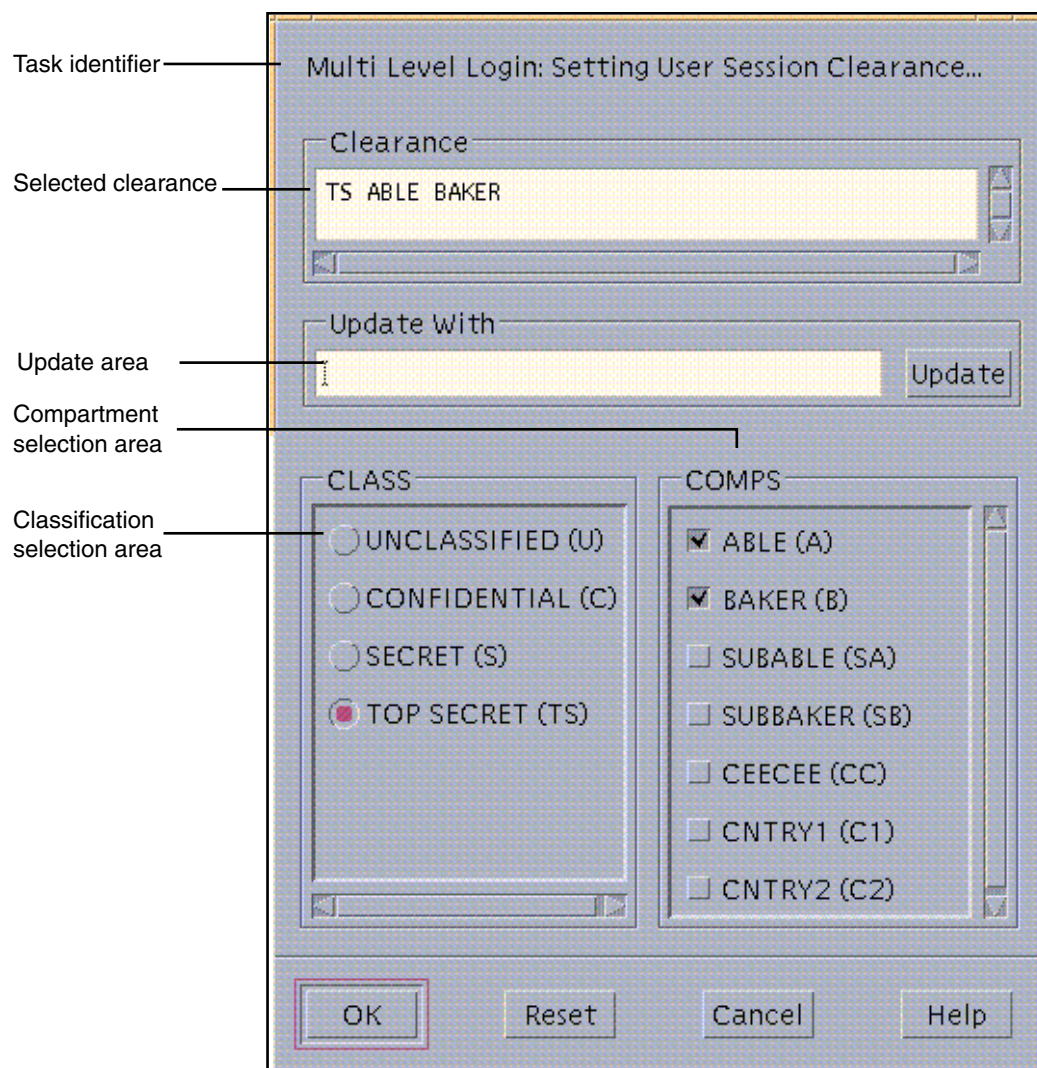 Task identifier
Multi Level Login: Setting User Session Clearance...
Clearance
Selected clearance
TS ABLE BAKER
Update With
Update area
Update
Compartment
selection area
CLASS
COMPS
Classification
selection area
UNCLASSIFIED (U)
CONFIDENTIAL (C)
SECRET (S)
TOP SECRET (TS)
ABLE (A)
BAKER (B)
SUBABLE (SA)
SUBBAKER (SB)
CEECEE (CC)
CNTRY1 (C1)
CNTRY2 (C2)
OK
Reset
Cancel
Help